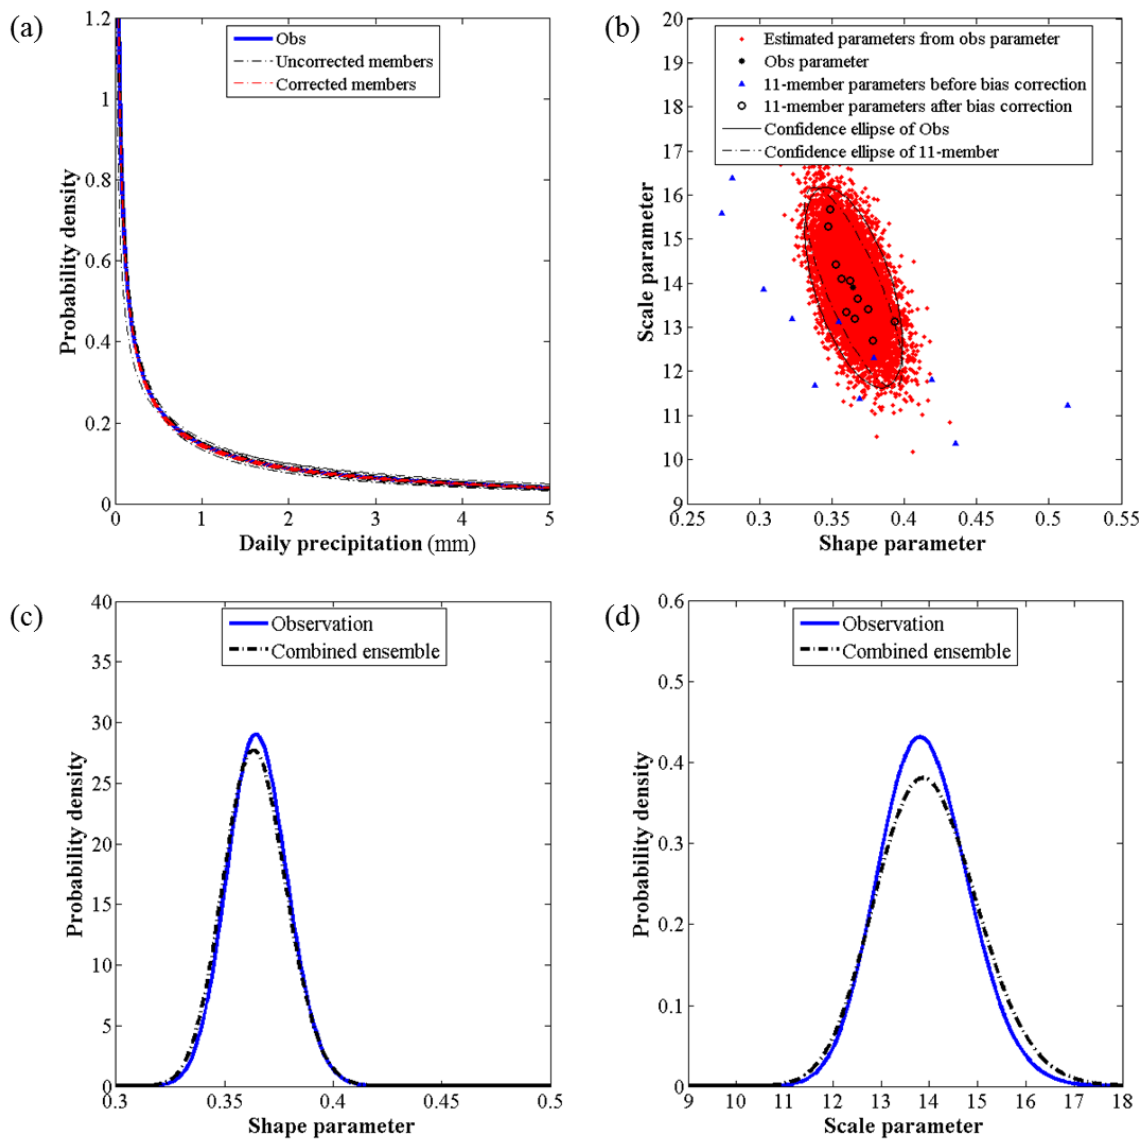 (a)
1.2
1
0.8
0.6
0.4
0.2
0
Probability density
Obs
Uncorrected members
Corrected members
0 1 2 3 4 5
Daily precipitation (mm)
(b)
20
19
18
17
16
15
14
13
12
11
10
9
Scale parameter
Estimated parameters from obs parameter
Obs parameter
11-member parameters before bias correction
11-member parameters after bias correction
Confidence ellipse of Obs
Confidence ellipse of 11-member
0.25 0.3 0.35 0.4 0.45 0.5 0.55
Shape parameter
(c)
40
35
30
25
20
15
10
5
0
Probability density
Observation
Combined ensemble
0.3 0.35 0.4 0.45 0.5
Shape parameter
(d)
0.6
0.5
0.4
0.3
0.2
0.1
0
Probability density
Observation
Combined ensemble
9 10 11 12 13 14 15 16 17 18
Scale parameter